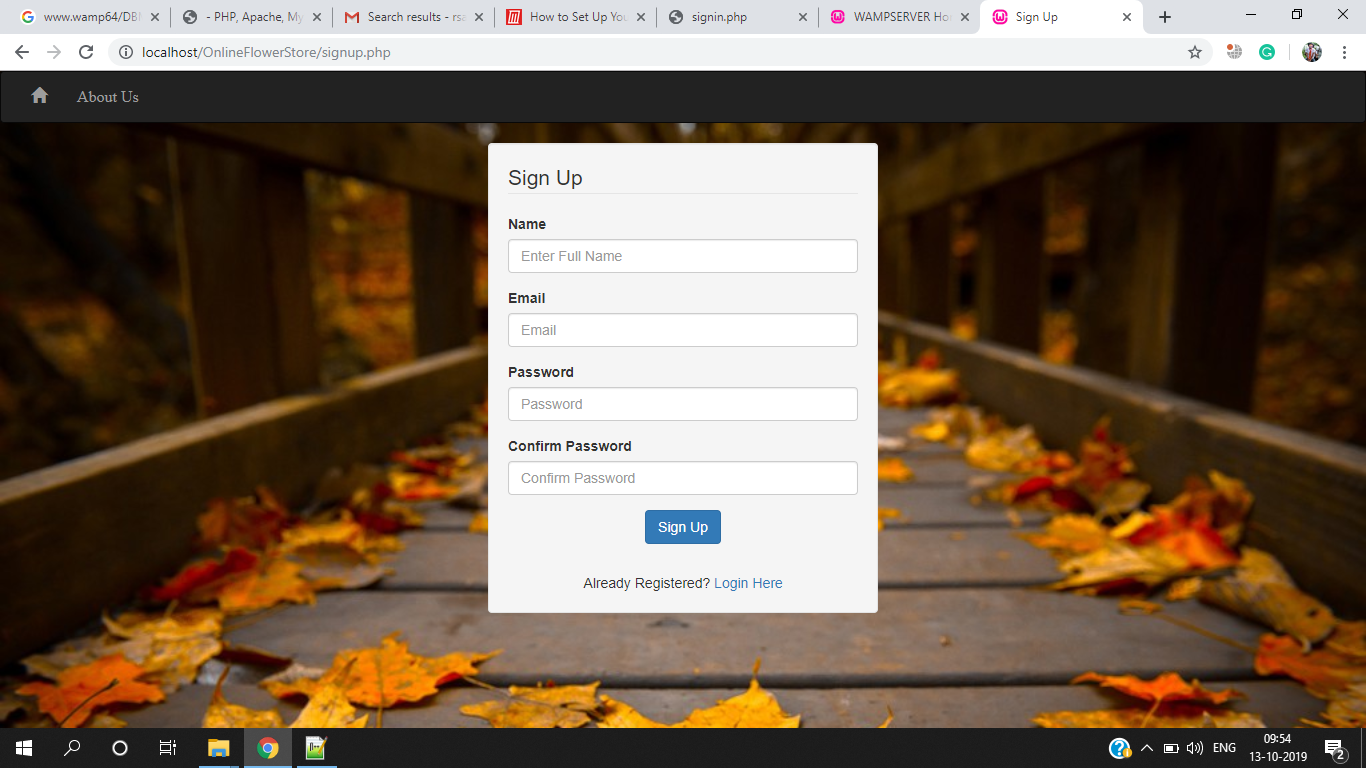 www.wamp64/DB
- PHP, Apache, My
Search results - rsa
How to Set Up You
signin.php
WAMPSERVER Ho
Sign Up
localhost/OnlineFlowerStore/signup.php
About Us
Sign Up
Name
Enter Full Name
Email
Email
Password
Password
Confirm Password
Confirm Password
Sign Up
Already Registered? Login Here
ENG
09:54
13-10-2019
2